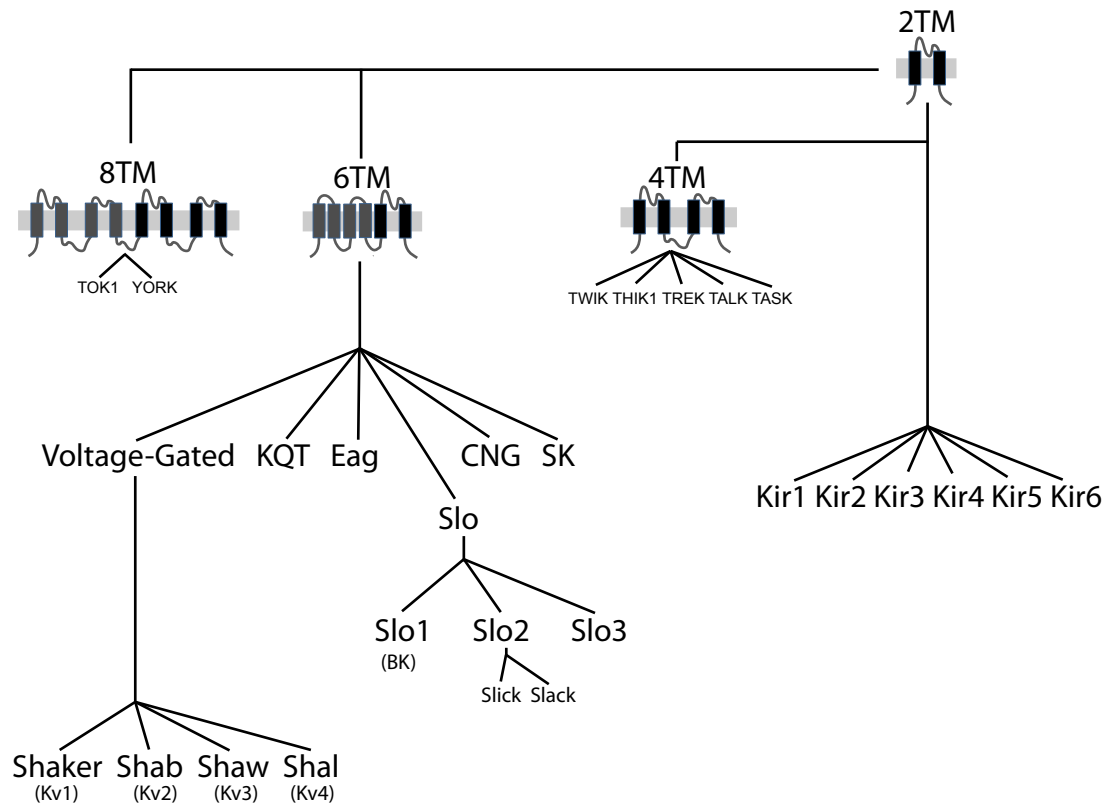 2TM
8TM
6TM
4TM
TOK1 YORK
TWIK THIK1 TREK TALK TASK
Voltage-Gated KQT Eag CNG SK
Kir1 Kir2 Kir3 Kir4 Kir5 Kir6
Slo
Slo1 Slo2 Slo3
(BK)
Slick Slack
Shaker Shab Shaw Shal
(Kv1) (Kv2) (Kv3) (Kv4)